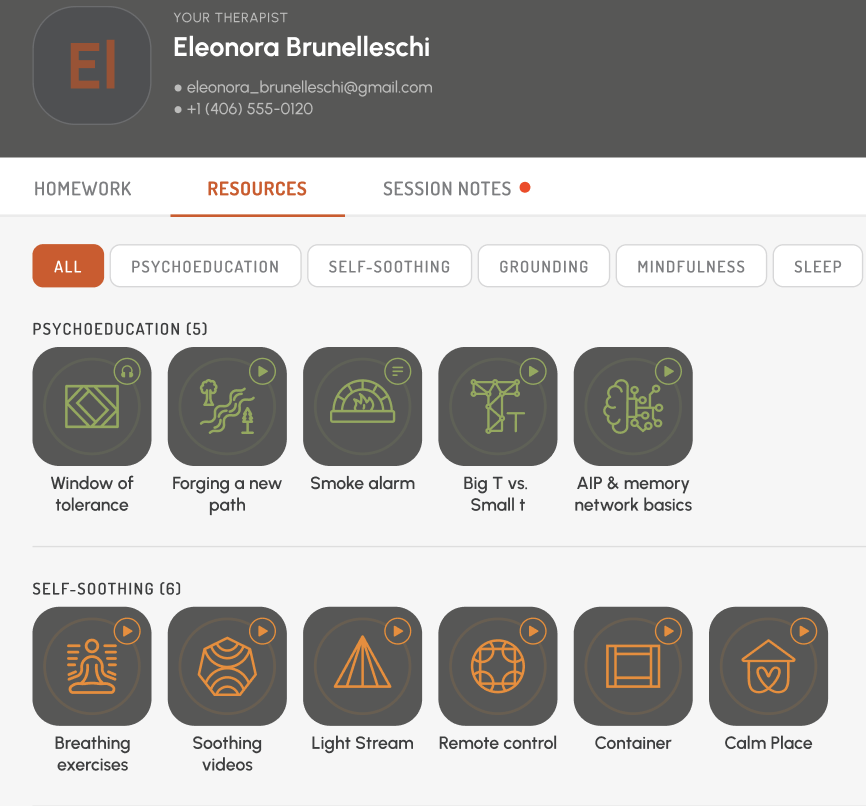 El
YOUR THERAPIST
Eleonora Brunelleschi
● eleonora_brunelleschi@gmail.com
● +1 (406) 555-0120
HOMEWORK
RESOURCES
SESSION NOTES
ALL
PSYCHOEDUCATION
SELF-SOOTHING
GROUNDING
MINDFULNESS
SLEEP
PSYCHOEDUCATION (5)
Window of
tolerance
Forging a new
path
Smoke alarm
Big T vs.
Small t
AIP & memory
network basics
SELF-SOOTHING (6)
Breathing
exercises
Soothing
videos
Light Stream
Remote control
Container
Calm Place